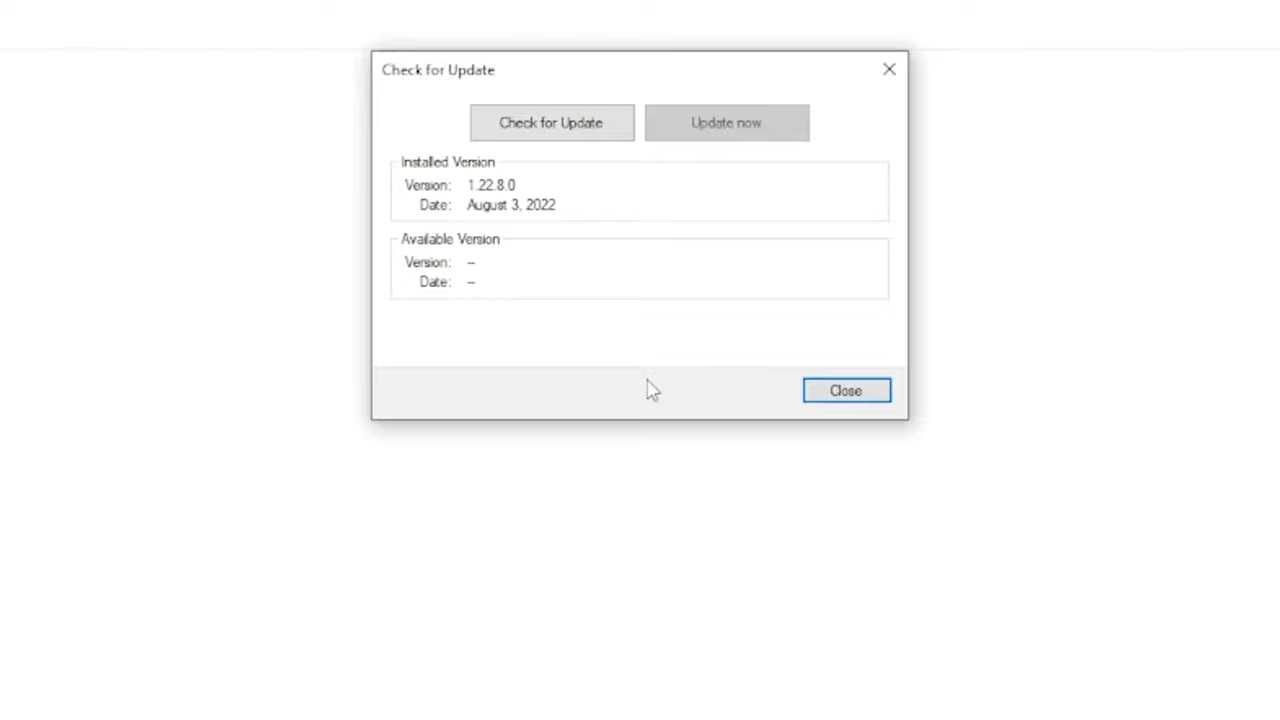 Check for Update
Check for Update
Update now
Installed Version
Version: 1.22.8.0
Date: August 3, 2022
Available Version
Version: --
Date: --
Close